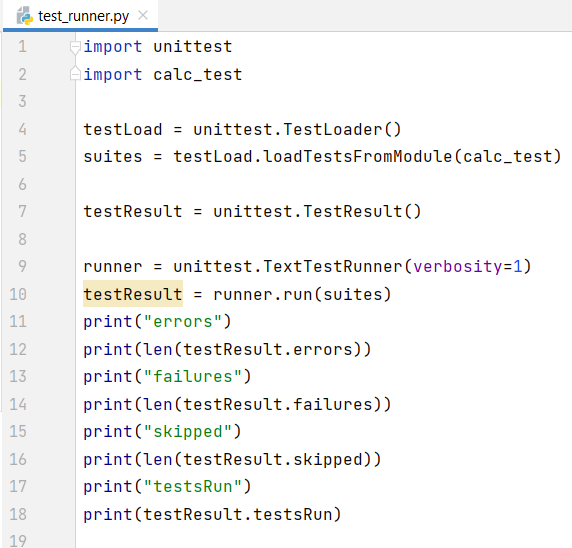 test_runner.py
1 import unittest
2 import calc_test
3
4 testLoad = unittest.TestLoader()
5 suites = testLoad.loadTestsFromModule(calc_test)
6
7 testResult = unittest.TestResult()
8
9 runner = unittest.TextTestRunner(verbosity=1)
10 testResult = runner.run(suites)
11 print("errors")
12 print(len(testResult.errors))
13 print("failures")
14 print(len(testResult.failures))
15 print("skipped")
16 print(len(testResult.skipped))
17 print("testsRun")
18 print(testResult.testsRun)
19